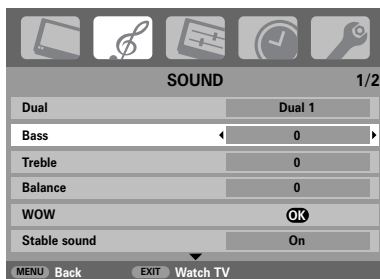 SOUND 1/2
Dual Dual 1
Bass 0
Treble 0
Balance 0
WOW OK
Stable sound On
MENU Back EXIT Watch TV